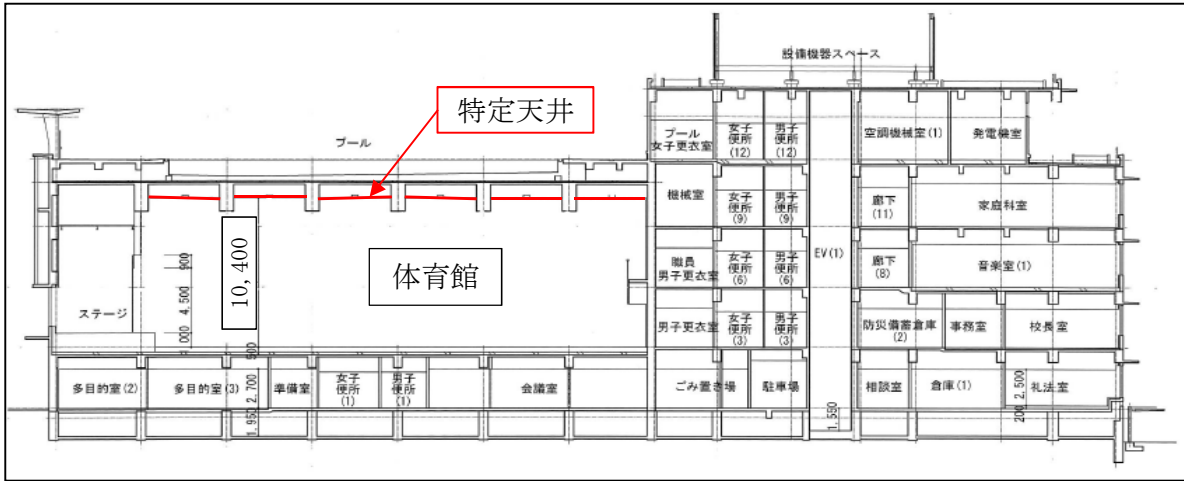 設備機器スペース
特定天井
プール
プール
女子更衣室
女子
便所
(12)
男子
便所
(12)
空調機械室(1)
発電機室
機械室
女子
便所
(9)
男子
便所
(9)
廊下
(11)
家庭科室
10,400
体育館
900
4,500
ステージ
職員
男子更衣室
女子
便所
(6)
男子
便所
(6)
EV(1)
廊下
(8)
音楽室(1)
男子更衣室
女子
便所
(3)
男子
便所
(3)
防災備蓄倉庫
(2)
事務室
校長室
多目的室(2)
多目的室(3)
準備室
女子
便所
(1)
男子
便所
(1)
会議室
ごみ置き場
駐車場
相談室
倉庫(1)
礼法室
2,700
1,950
1,580
2,500
200